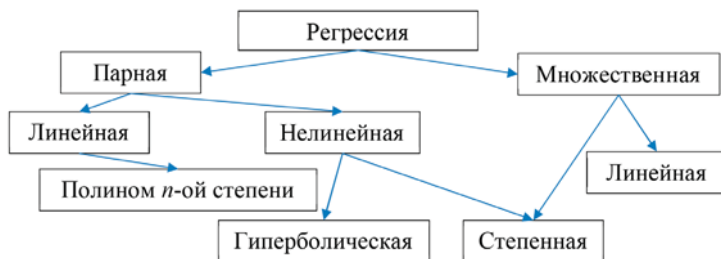 Регрессия
Парная
Множественная
Линейная
Нелинейная
Линейная
Полином n-ой степени
Гиперболическая
Степенная